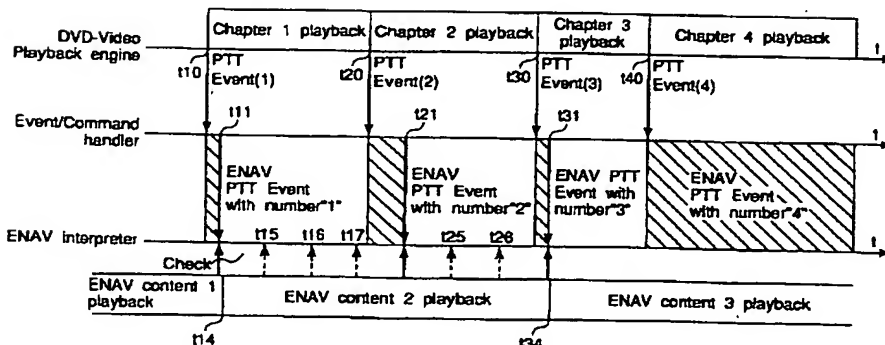 DVD-Video
Playback engine
Chapter 1 playback
Chapter 2 playback
Chapter 3
playback
Chapter 4 playback
t
t10
PTT
Event(1)
t20
PTT
Event(2)
t30
PTT
Event(3)
t40
PTT
Event(4)
t11
t21
t31
Event/Command
handler
t
ENAV
PTT Event
with number"1"
ENAV
PTT Event
with number"2"
ENAV PTT
Event with
number"3"
ENAV
PTT Event
with number"4"
ENAV interpreter
t15
t16
t17
t25
t26
t
Check
ENAV content 1
playback
ENAV content 2 playback
ENAV content 3 playback
t14
t34